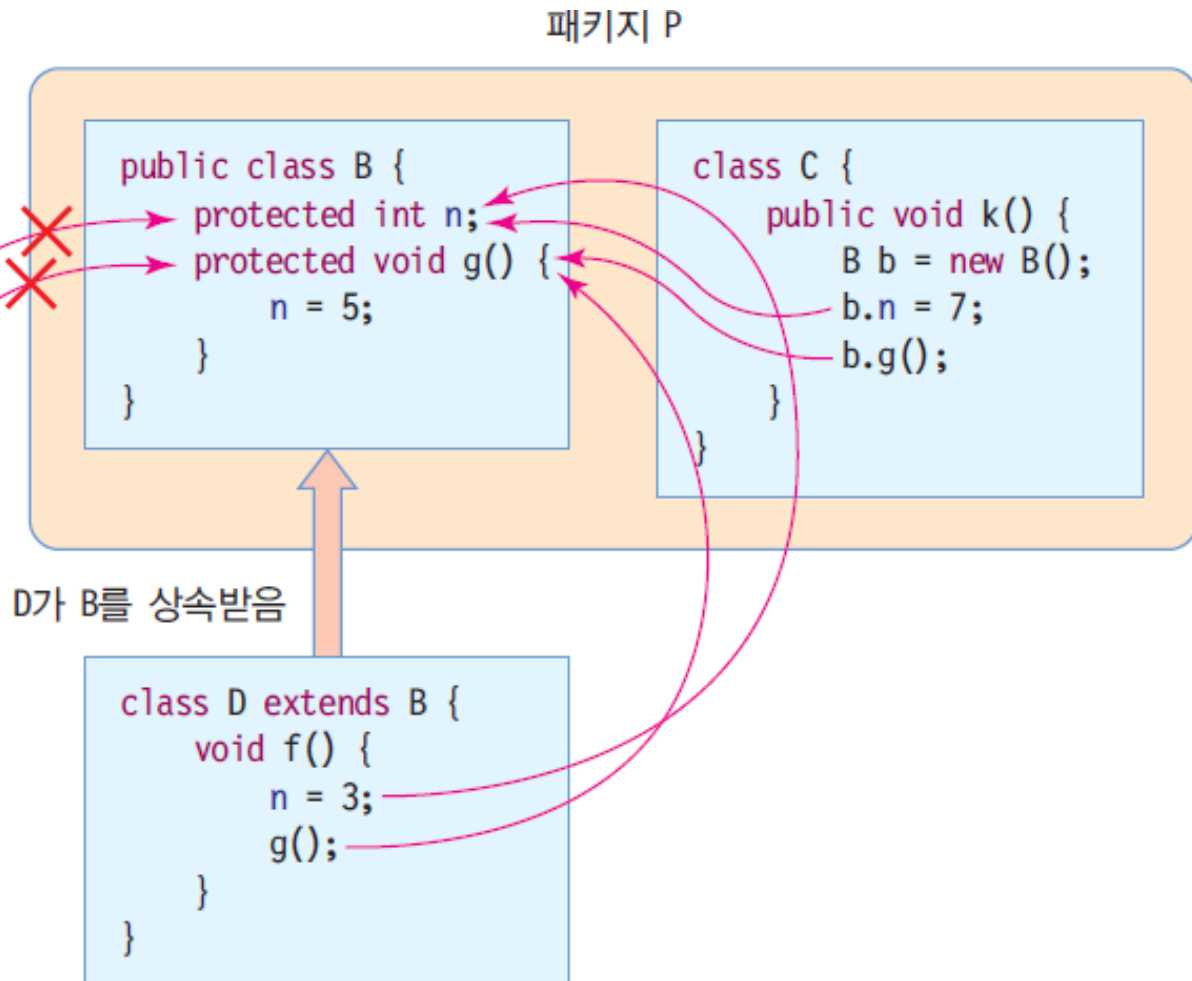 패키지 P
public class B {
protected int n;
protected void g() {
n = 5;
}
}
class C {
public void k() {
B b = new B();
b.n = 7;
b.g();
}
}
D가 B를 상속받음
class D extends B {
void f() {
n = 3;
g();
}
}